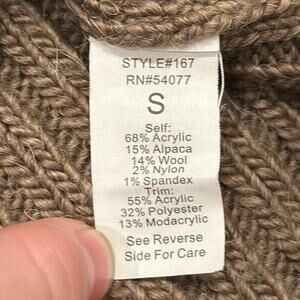 STYLE#167
RN#54077
S
Self:
68% Acrylic
15% Alpaca
14% Wool
2% Nylon
1% Spandex
Trim:
55% Acrylic
32% Polyester
13% Modacrylic
See Reverse
Side For Care